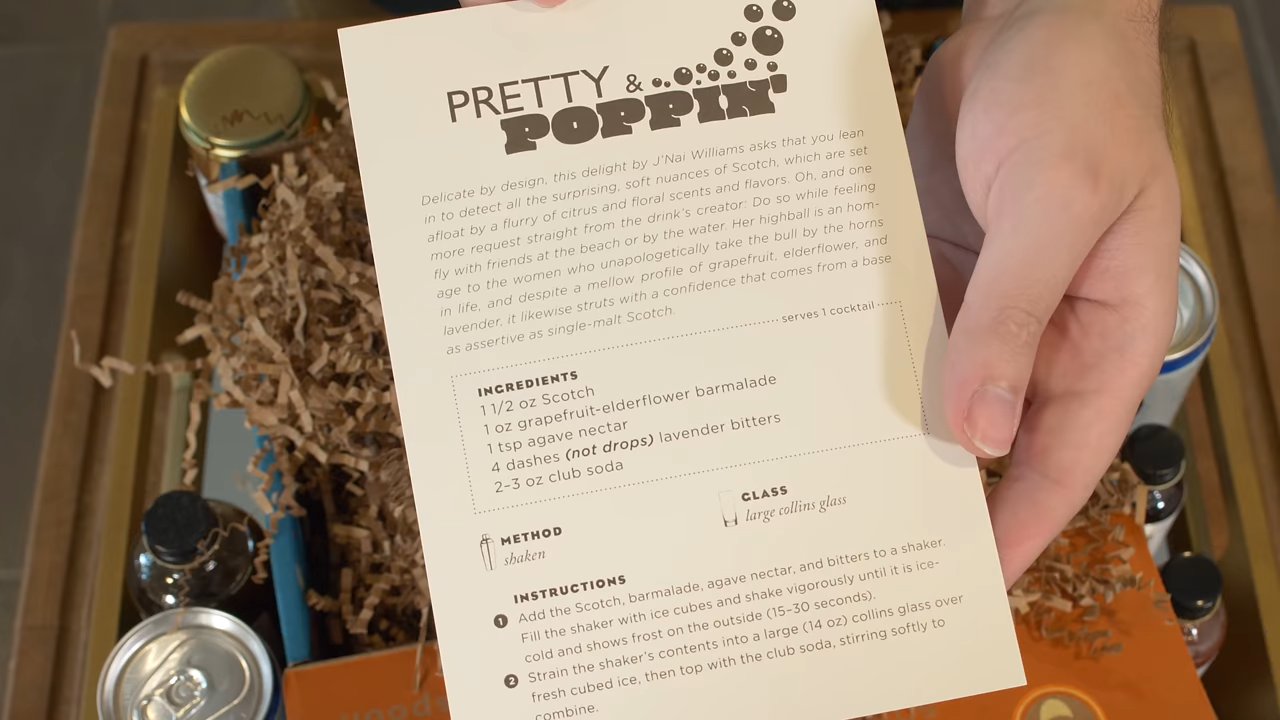 PRETTY &
POPPIN'
Delicate by design, this delight by J'Nai Williams asks that you lean
in to detect all the surprising, soft nuances of Scotch, which are set
afloat by a flurry of citrus and floral scents and flavors. Oh, and one
more request straight from the drink's creator: Do so while feeling
fly with friends at the beach or by the water. Her highball is an hom-
age to the women who unapologetically take the bull by the horns
in life, and despite a mellow profile of grapefruit, elderflower, and
lavender, it likewise struts with a confidence that comes from a base
as assertive as single-malt Scotch.
serves 1 cocktail
INGREDIENTS
1 1/2 oz Scotch
1 oz grapefruit-elderflower barmalade
1 tsp agave nectar
4 dashes (not drops) lavender bitters
2-3 oz club soda
METHOD
shaken
GLASS
large collins glass
INSTRUCTIONS
1 Add the Scotch, barmalade, agave nectar, and bitters to a shaker.
Fill the shaker with ice cubes and shake vigorously until it is ice-
cold and shows frost on the outside (15-30 seconds).
2 Strain the shaker's contents into a large (14 oz) collins glass over
fresh cubed ice, then top with the club soda, stirring softly to
combine.